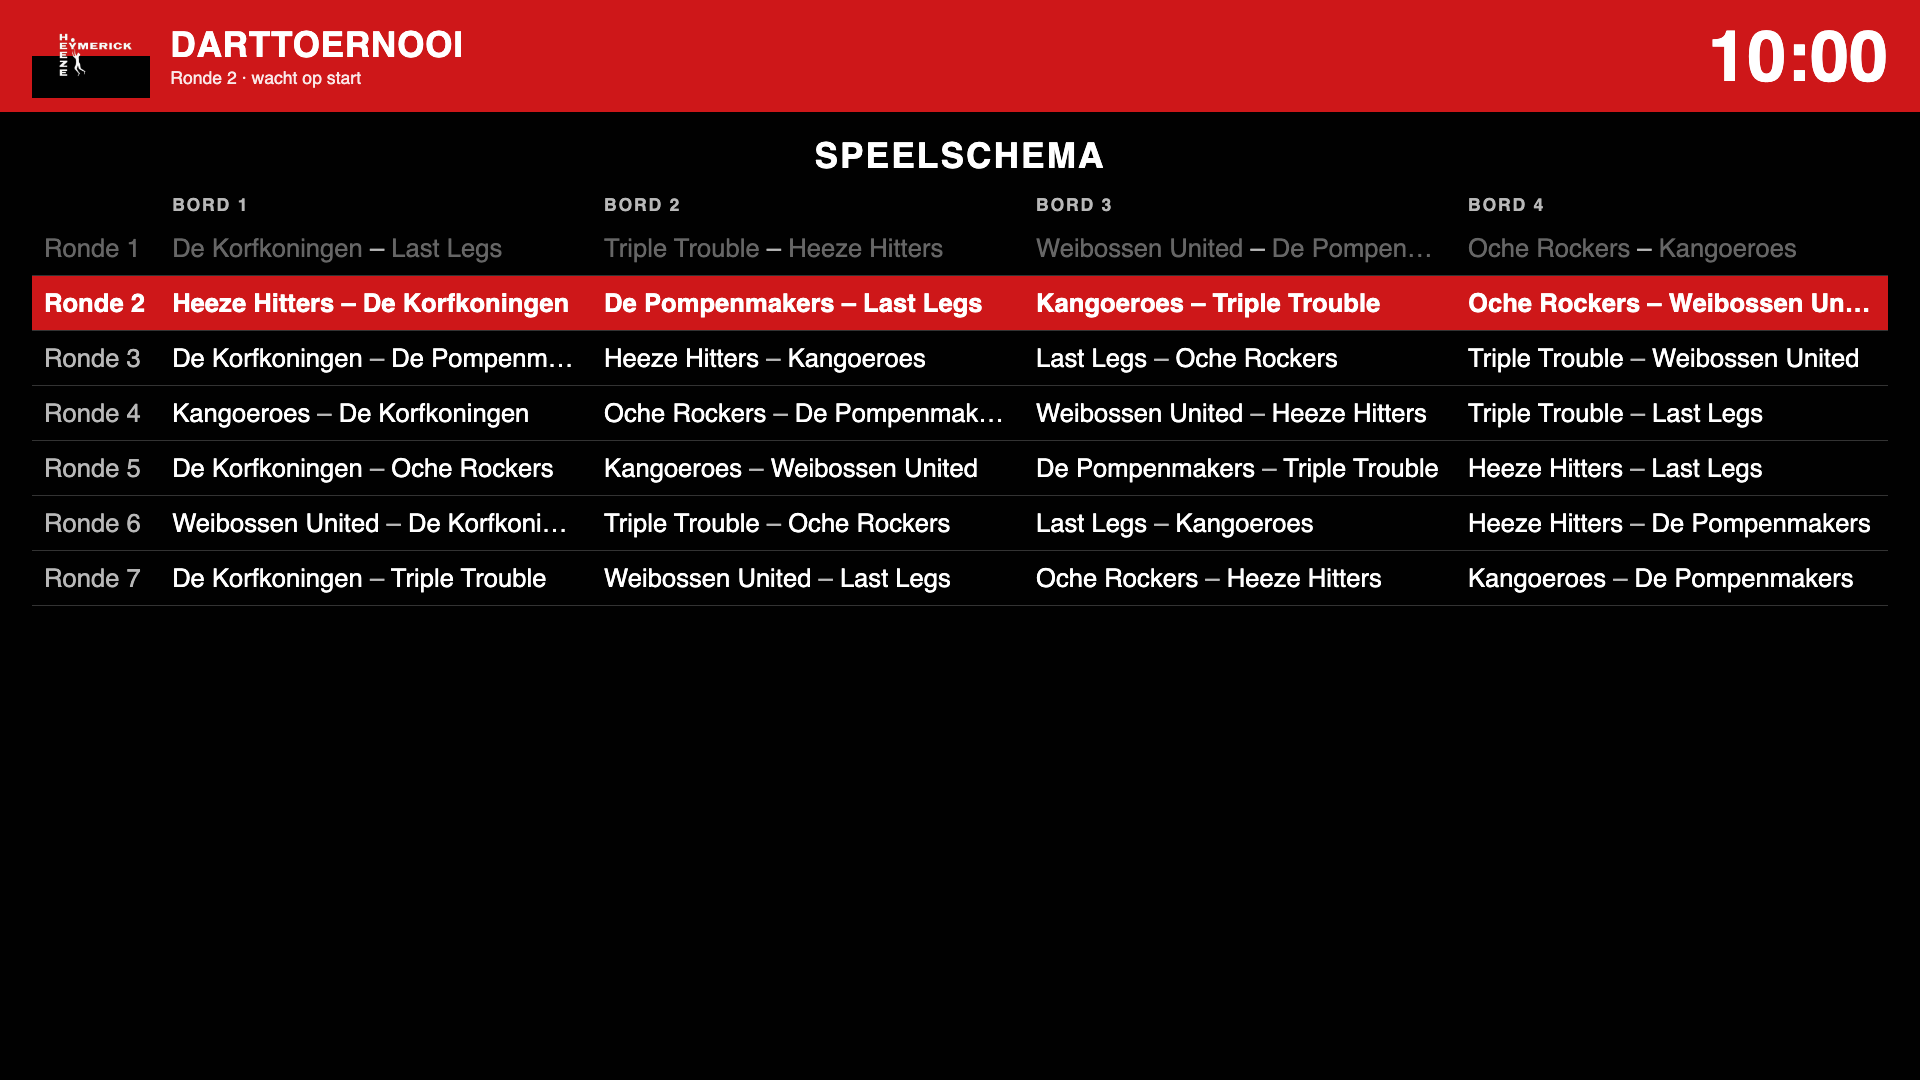 HEYMERICK
HEEZE
DARTTOERNOOI
Ronde 2 · wacht op start
10:00
SPEELSCHEMA
BORD 1 BORD 2 BORD 3 BORD 4
Ronde 1 De Korfkoningen – Last Legs Triple Trouble – Heeze Hitters Weibossen United – De Pompen… Oche Rockers – Kangoeroes
Ronde 2 Heeze Hitters – De Korfkoningen De Pompenmakers – Last Legs Kangoeroes – Triple Trouble Oche Rockers – Weibossen Un…
Ronde 3 De Korfkoningen – De Pompenm… Heeze Hitters – Kangoeroes Last Legs – Oche Rockers Triple Trouble – Weibossen United
Ronde 4 Kangoeroes – De Korfkoningen Oche Rockers – De Pompenmak… Weibossen United – Heeze Hitters Triple Trouble – Last Legs
Ronde 5 De Korfkoningen – Oche Rockers Kangoeroes – Weibossen United De Pompenmakers – Triple Trouble Heeze Hitters – Last Legs
Ronde 6 Weibossen United – De Korfkoni… Triple Trouble – Oche Rockers Last Legs – Kangoeroes Heeze Hitters – De Pompenmakers
Ronde 7 De Korfkoningen – Triple Trouble Weibossen United – Last Legs Oche Rockers – Heeze Hitters Kangoeroes – De Pompenmakers